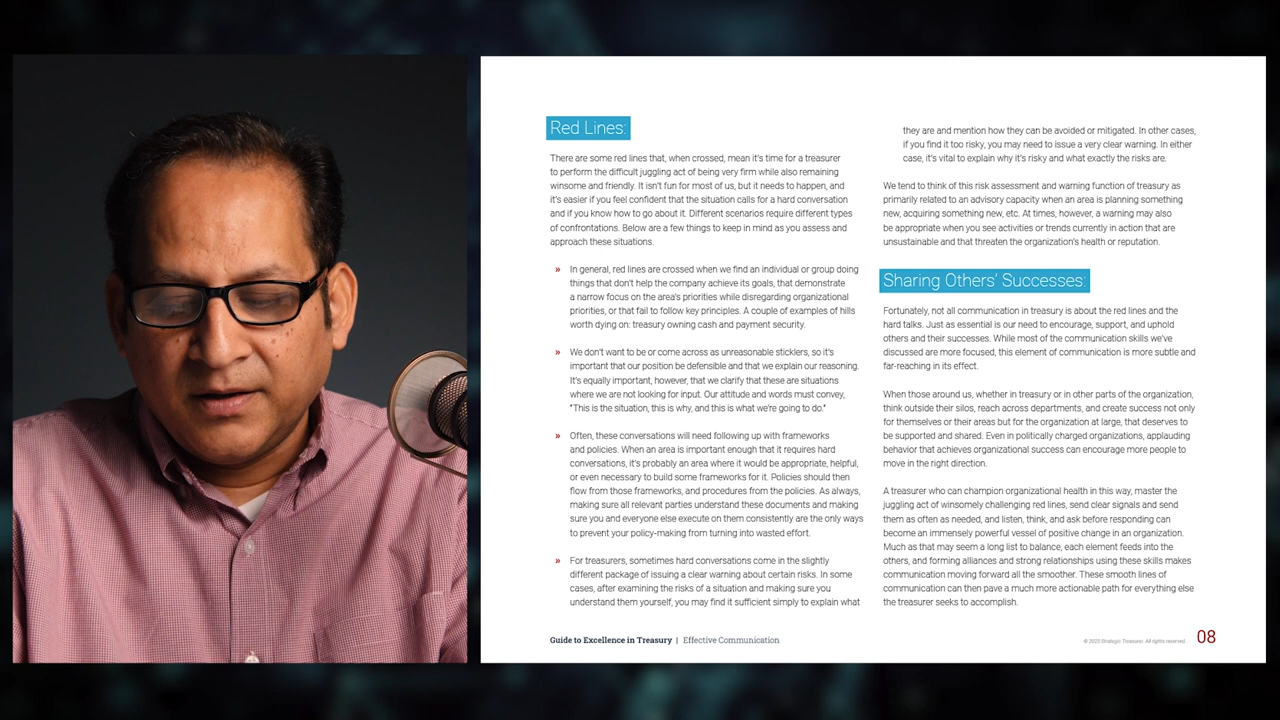 Red Lines:
There are some red lines that, when crossed, mean it's time for a treasurer
to perform the difficult juggling act of being very firm while also remaining
winsome and friendly. It isn't fun for most of us, but it needs to happen, and
it's easier if you feel confident that the situation calls for a hard conversation
and if you know how to go about it. Different scenarios require different types
of confrontations. Below are a few things to keep in mind as you assess and
approach these situations.
» In general, red lines are crossed when we find an individual or group doing
things that don't help the company achieve its goals, that demonstrate
a narrow focus on the area's priorities while disregarding organizational
priorities, or that fail to follow key principles. A couple of examples of hills
worth dying on: treasury owning cash and payment security.
» We don't want to be or come across as unreasonable sticklers, so it's
important that our position be defensible and that we explain our reasoning.
It's equally important, however, that we clarify that these are situations
where we are not looking for input. Our attitude and words must convey,
"This is the situation, this is why, and this is what we're going to do."
» Often, these conversations will need following up with frameworks
and policies. When an area is important enough that it requires hard
conversations, it's probably an area where it would be appropriate, helpful,
or even necessary to build some frameworks for it. Policies should then
flow from those frameworks, and procedures from the policies. As always,
making sure all relevant parties understand these documents and making
sure you and everyone else execute on them consistently are the only ways
to prevent your policy-making from turning into wasted effort.
» For treasurers, sometimes hard conversations come in the slightly
different package of issuing a clear warning about certain risks. In some
cases, after examining the risks of a situation and making sure you
understand them yourself, you may find it sufficient simply to explain what
they are and mention how they can be avoided or mitigated. In other cases,
if you find it too risky, you may need to issue a very clear warning. In either
case, it's vital to explain why it's risky and what exactly the risks are.
We tend to think of this risk assessment and warning function of treasury as
primarily related to an advisory capacity when an area is planning something
new, acquiring something new, etc. At times, however, a warning may also
be appropriate when you see activities or trends currently in action that are
unsustainable and that threaten the organization's health or reputation.
Sharing Others' Successes:
Fortunately, not all communication in treasury is about the red lines and the
hard talks. Just as essential is our need to encourage, support, and uphold
others and their successes. While most of the communication skills we've
discussed are more focused, this element of communication is more subtle and
far-reaching in its effect.
When those around us, whether in treasury or in other parts of the organization,
think outside their silos, reach across departments, and create success not only
for themselves or their areas but for the organization at large, that deserves to
be supported and shared. Even in politically charged organizations, applauding
behavior that achieves organizational success can encourage more people to
move in the right direction.
A treasurer who can champion organizational health in this way, master the
juggling act of winsomely challenging red lines, send clear signals and send
them as often as needed, and listen, think, and ask before responding can
become an immensely powerful vessel of positive change in an organization.
Much as that may seem a long list to balance, each element feeds into the
others, and forming alliances and strong relationships using these skills makes
communication moving forward all the smoother. These smooth lines of
communication can then pave a much more actionable path for everything else
the treasurer seeks to accomplish.
Guide to Excellence in Treasury | Effective Communication
© 2023 Strategic Treasurer. All rights reserved. 08